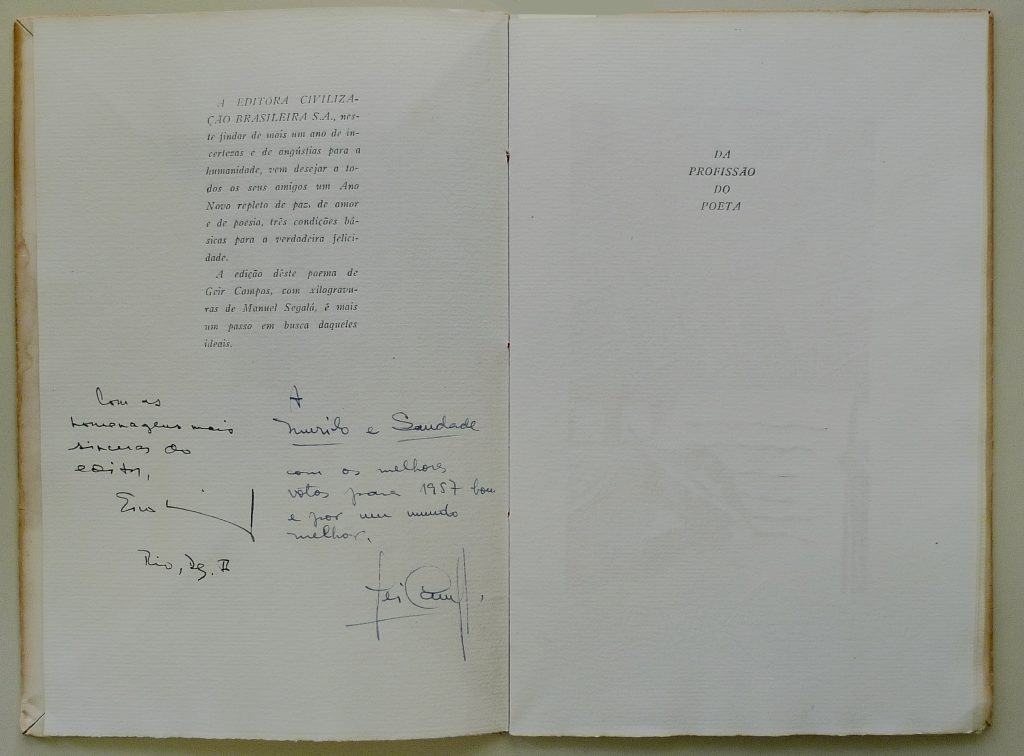 A EDITORA CIVILIZA-
ÇÃO BRASILEIRA S.A., nes-
te findar de mais um ano de in-
certezas e de angústias para a
humanidade, vem desejar a to-
dos os seus amigos um Ano
Novo repleto de paz, de amor
e de poesia, três condições bá-
sicas para a verdadeira felici-
dade.
A edição dêste poema de
Geir Campos, com xilogravu-
ras de Manuel Segalá, é mais
um passo em busca daqueles
ideais.
Com as
homenagens mais
sinceras do
editor,
Rio, Dez.
A
Murilo e Saudade
com os melhores
votos para 1957 bom
e por um mundo
melhor.
Geir Campos
DA
PROFISSÃO
DO
POETA